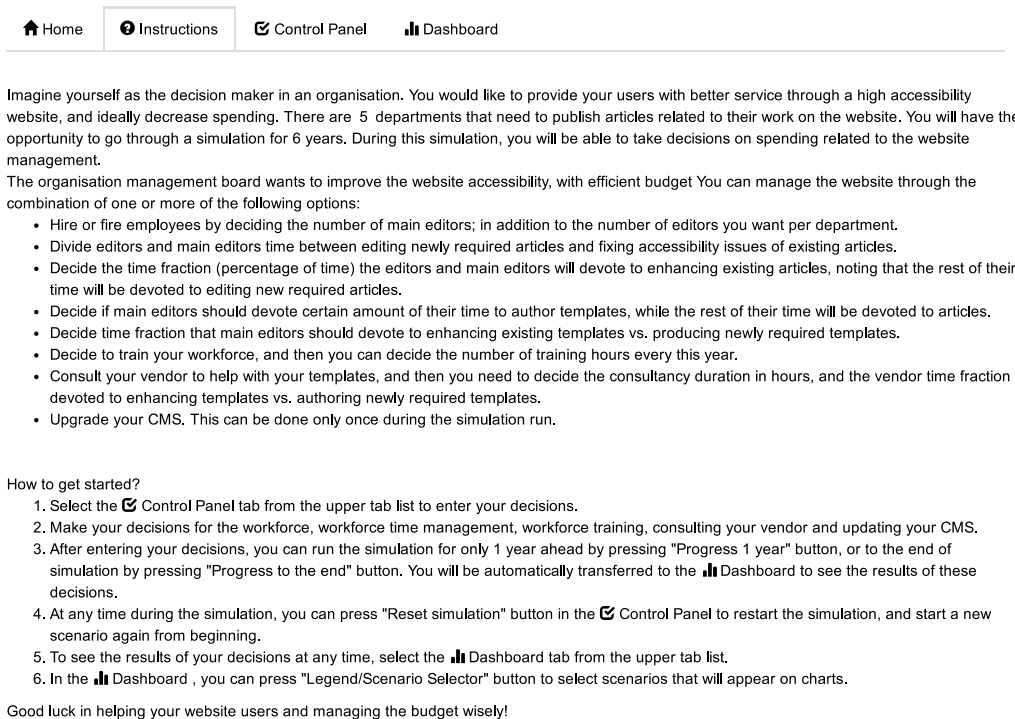 Home Instructions Control Panel Dashboard
Imagine yourself as the decision maker in an organisation. You would like to provide your users with better service through a high accessibility
website, and ideally decrease spending. There are 5 departments that need to publish articles related to their work on the website. You will have the
opportunity to go through a simulation for 6 years. During this simulation, you will be able to take decisions on spending related to the website
management.
The organisation management board wants to improve the website accessibility, with efficient budget You can manage the website through the
combination of one or more of the following options:
• Hire or fire employees by deciding the number of main editors; in addition to the number of editors you want per department.
• Divide editors and main editors time between editing newly required articles and fixing accessibility issues of existing articles.
• Decide the time fraction (percentage of time) the editors and main editors will devote to enhancing existing articles, noting that the rest of their
time will be devoted to editing new required articles.
• Decide if main editors should devote certain amount of their time to author templates, while the rest of their time will be devoted to articles.
• Decide time fraction that main editors should devote to enhancing existing templates vs. producing newly required templates.
• Decide to train your workforce, and then you can decide the number of training hours every this year.
• Consult your vendor to help with your templates, and then you need to decide the consultancy duration in hours, and the vendor time fraction
devoted to enhancing templates vs. authoring newly required templates.
• Upgrade your CMS. This can be done only once during the simulation run.
How to get started?
1. Select the Control Panel tab from the upper tab list to enter your decisions.
2. Make your decisions for the workforce, workforce time management, workforce training, consulting your vendor and updating your CMS.
3. After entering your decisions, you can run the simulation for only 1 year ahead by pressing "Progress 1 year" button, or to the end of
simulation by pressing "Progress to the end" button. You will be automatically transferred to the Dashboard to see the results of these
decisions.
4. At any time during the simulation, you can press "Reset simulation" button in the Control Panel to restart the simulation, and start a new
scenario again from beginning.
5. To see the results of your decisions at any time, select the Dashboard tab from the upper tab list.
6. In the Dashboard , you can press "Legend/Scenario Selector" button to select scenarios that will appear on charts.
Good luck in helping your website users and managing the budget wisely!